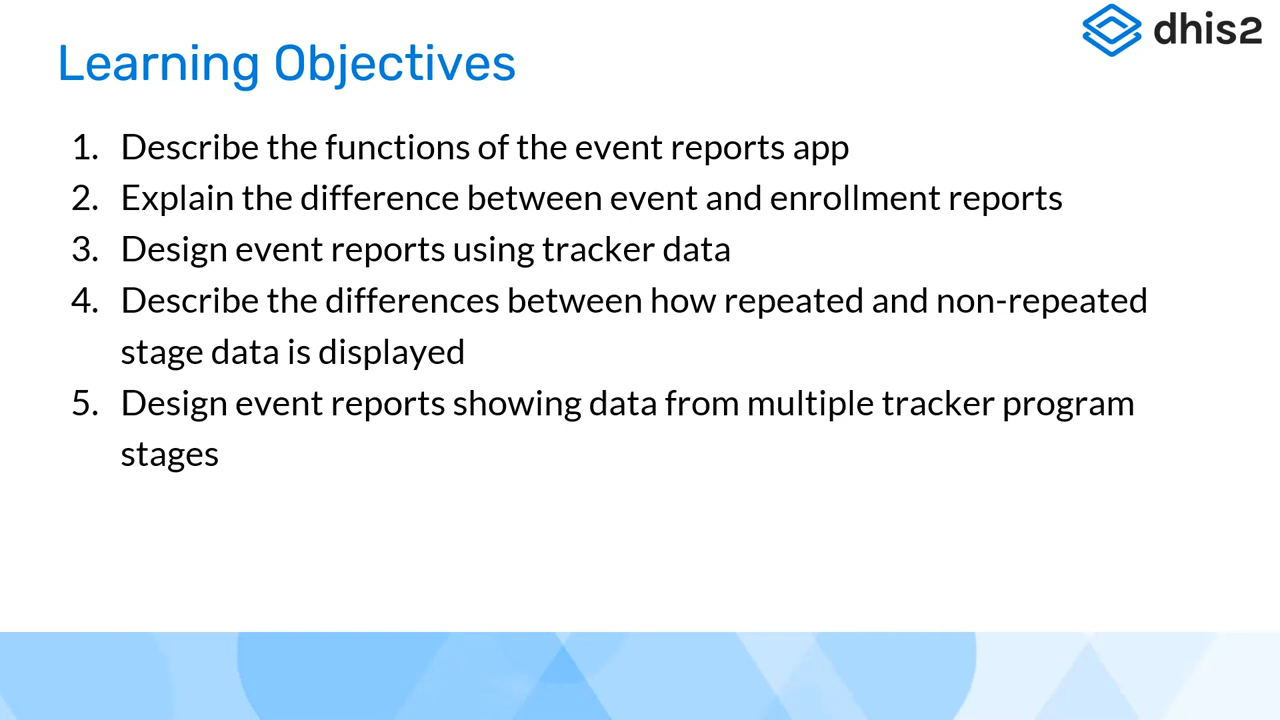 dhis2
Learning Objectives
1. Describe the functions of the event reports app
2. Explain the difference between event and enrollment reports
3. Design event reports using tracker data
4. Describe the differences between how repeated and non-repeated
stage data is displayed
5. Design event reports showing data from multiple tracker program
stages